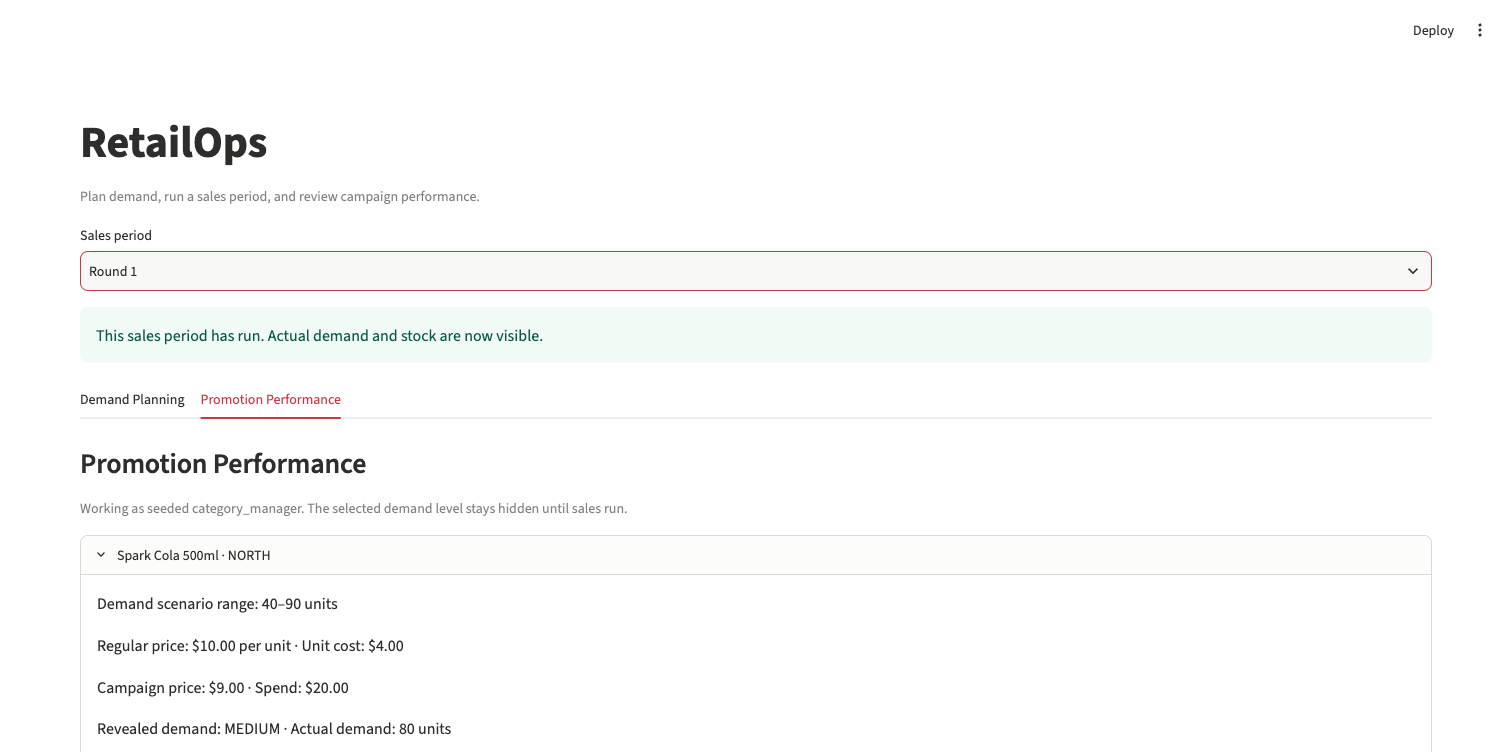 Deploy
RetailOps
Plan demand, run a sales period, and review campaign performance.
Sales period
Round 1
This sales period has run. Actual demand and stock are now visible.
Demand Planning
Promotion Performance
Promotion Performance
Working as seeded category_manager. The selected demand level stays hidden until sales run.
Spark Cola 500ml · NORTH
Demand scenario range: 40–90 units
Regular price: $10.00 per unit · Unit cost: $4.00
Campaign price: $9.00 · Spend: $20.00
Revealed demand: MEDIUM · Actual demand: 80 units